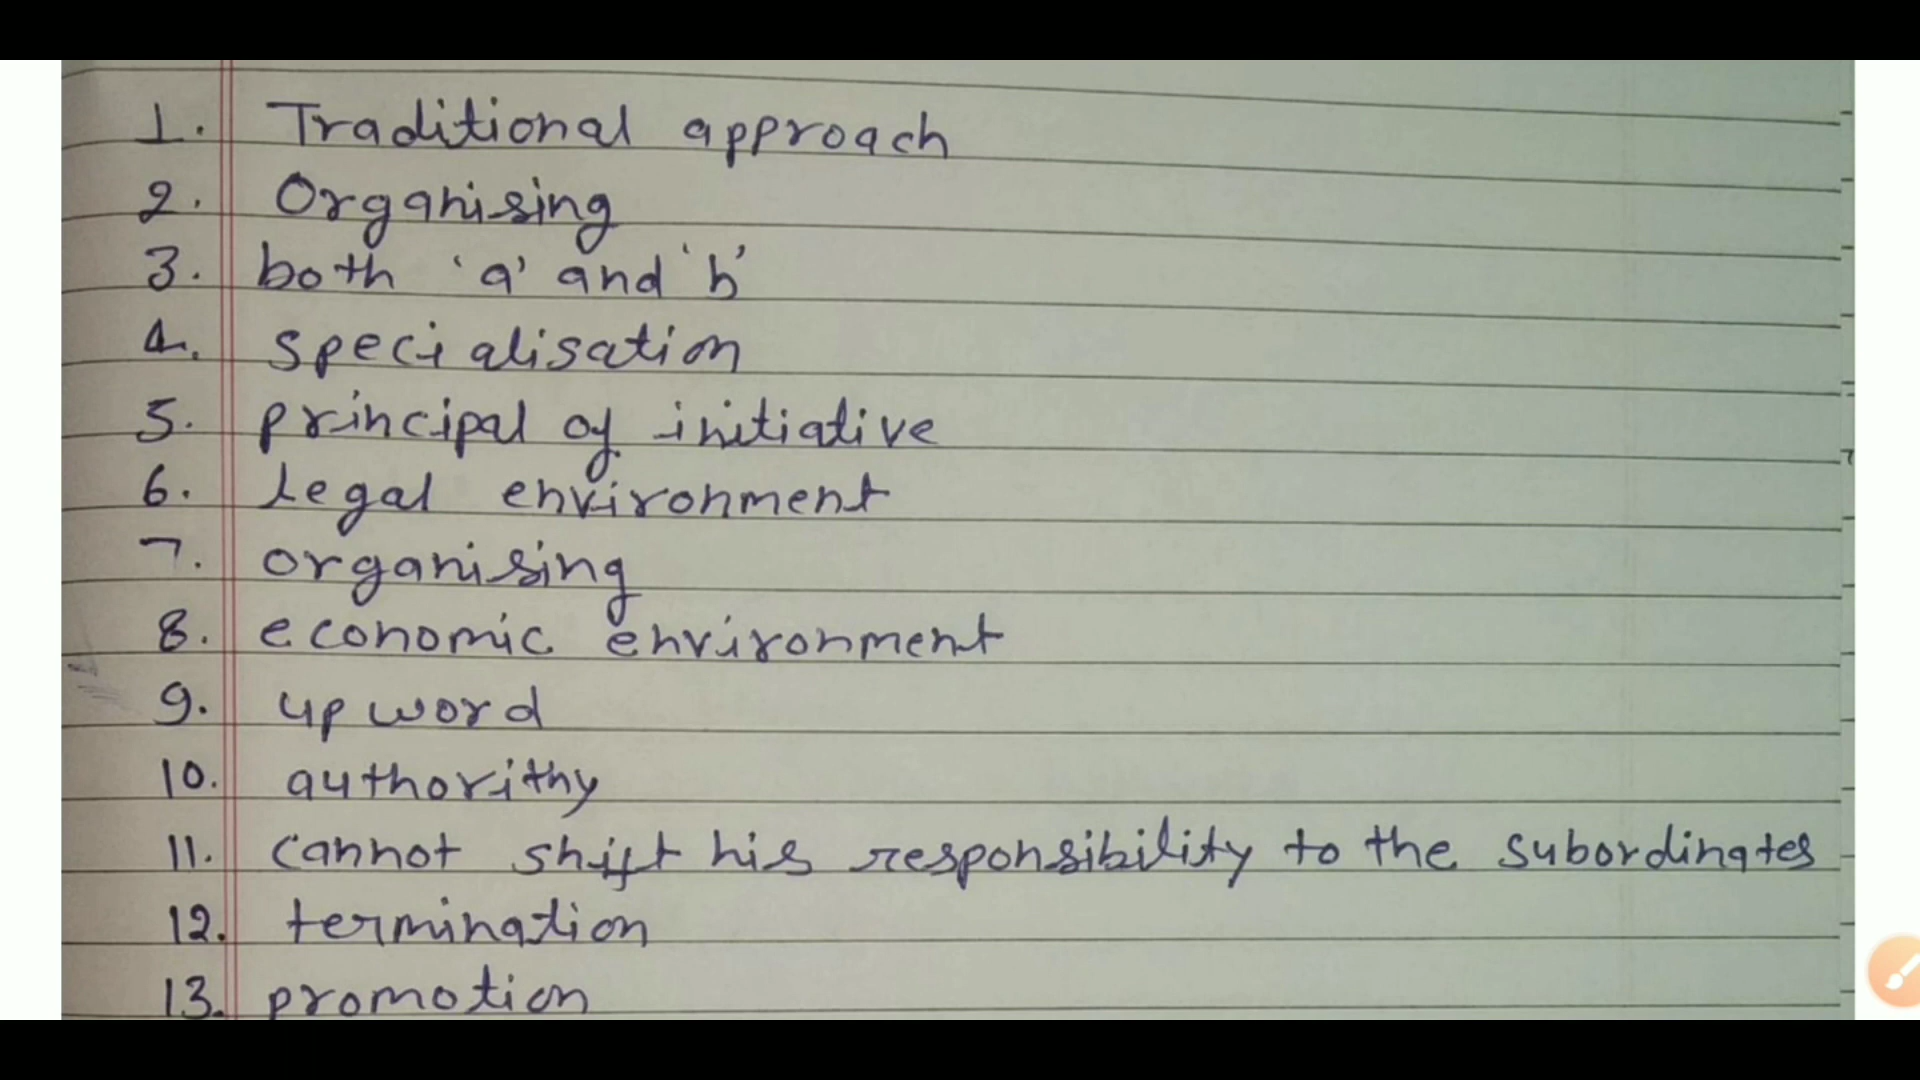 1. Traditional approach
2. Organising
3. both 'a' and 'b'
4. specialisation
5. principal of initiative
6. Legal environment
7. organising
8. economic environment
9. upword
10. authorithy
11. cannot shift his responsibility to the subordinates
12. termination
13. promotion